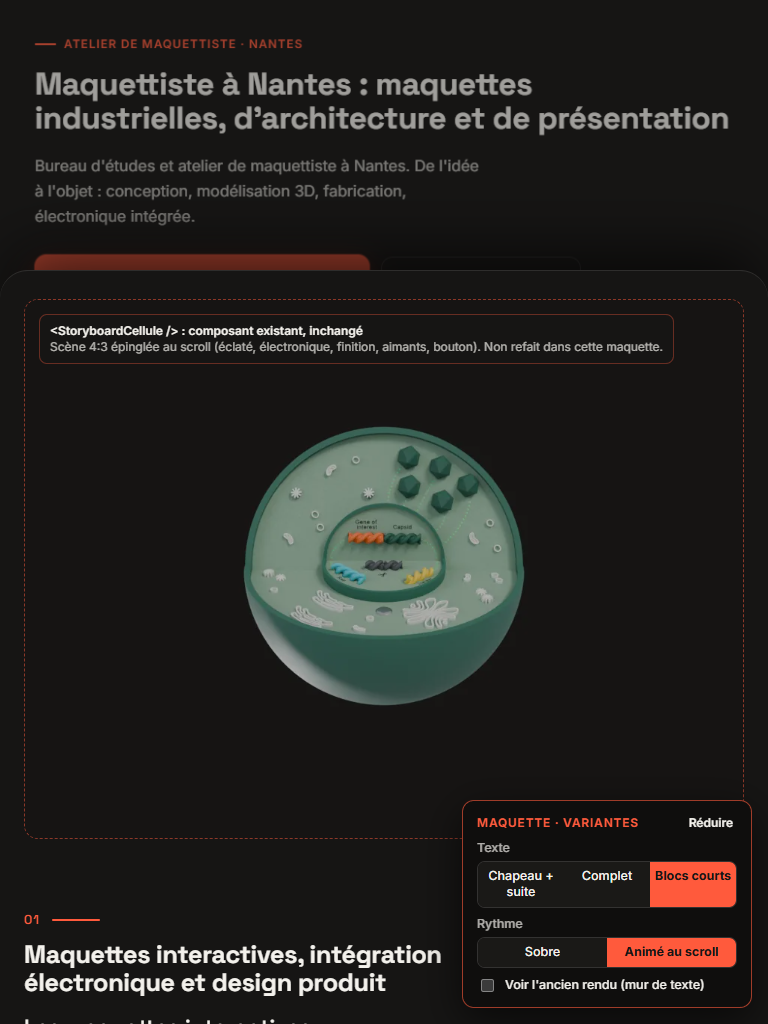 ATELIER DE MAQUETTISTE · NANTES
Maquettiste à Nantes : maquettes
industrielles, d’architecture et de présentation
Bureau d'études et atelier de maquettiste à Nantes. De l'idée
à l'objet : conception, modélisation 3D, fabrication,
électronique intégrée.
<StoryboardCellule /> : composant existant, inchangé
Scène 4:3 épinglée au scroll (éclaté, électronique, finition, aimants, bouton). Non refait dans cette maquette.
Gene of
Interest
Capsid
MAQUETTE · VARIANTES
Réduire
Texte
Chapeau +
suite
Complet
Blocs courts
Rythme
Sobre
Animé au scroll
Voir l'ancien rendu (mur de texte)
01
Maquettes interactives, intégration
électronique et design produit